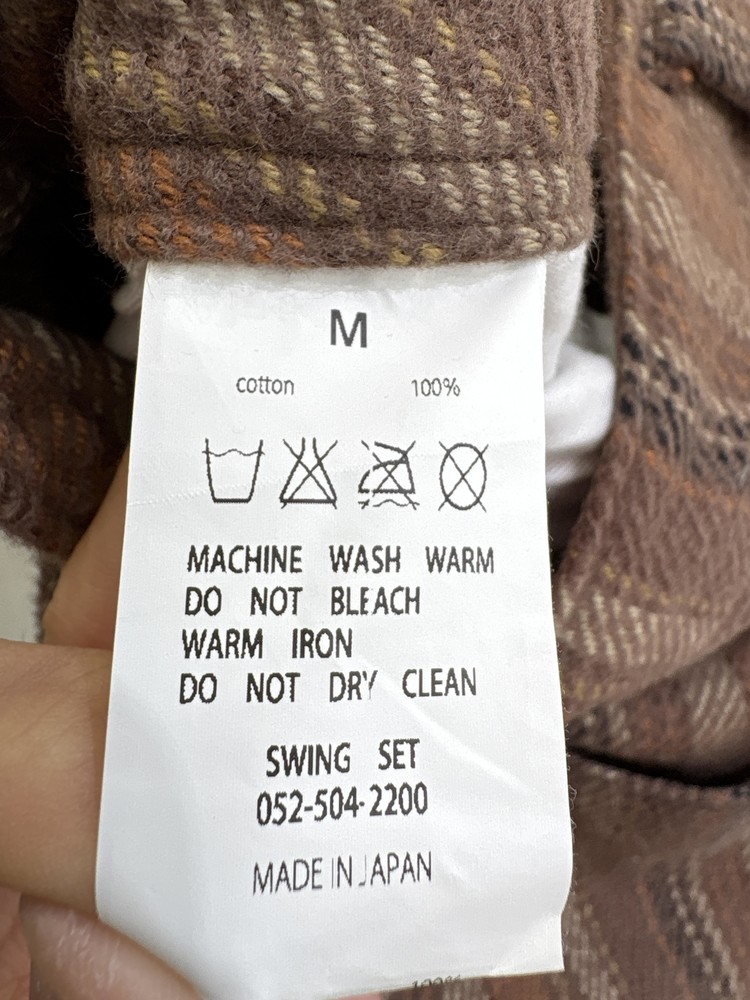 M
cotton 100%
MACHINE WASH WARM
DO NOT BLEACH
WARM IRON
DO NOT DRY CLEAN
SWING SET
052-504-2200
MADE IN JAPAN
100%